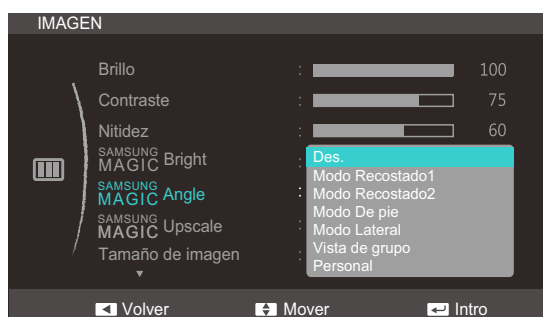 IMAGEN
Brillo : 100
Contraste : 75
Nitidez : 60
SAMSUNG MAGIC Bright :
SAMSUNG MAGIC Angle :
SAMSUNG MAGIC Upscale :
Tamaño de imagen :
Des.
Modo Recostado1
Modo Recostado2
Modo De pie
Modo Lateral
Vista de grupo
Personal
Volver Mover Intro